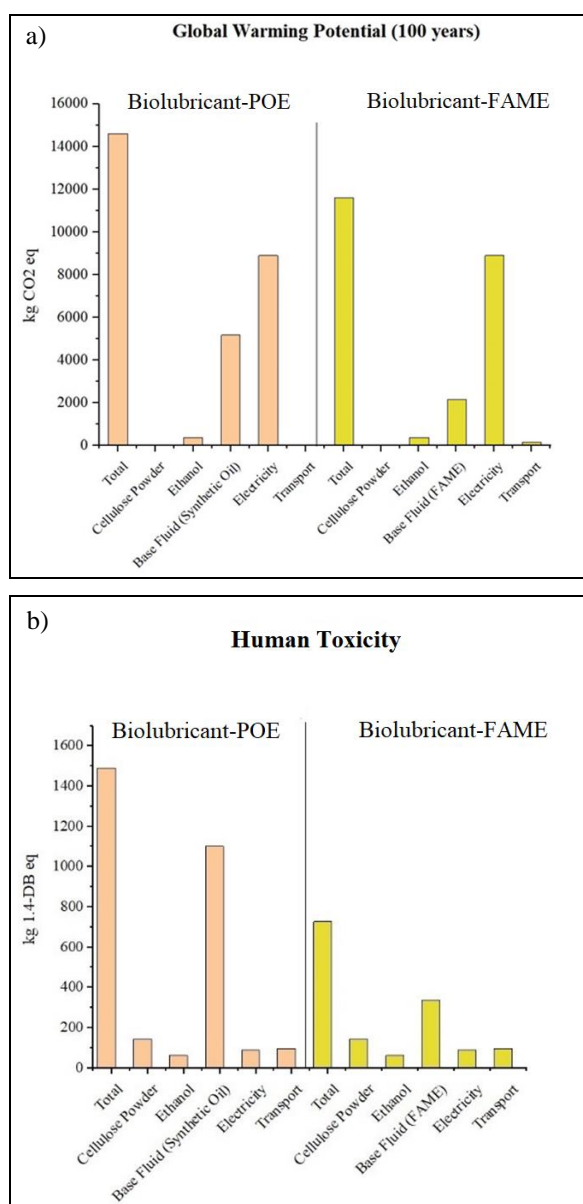 a)
Global Warming Potential (100 years)
Biolubricant-POE
Biolubricant-FAME
16000
14000
12000
10000
8000
6000
4000
2000
0
kg CO2 eq
Total
Cellulose Powder
Ethanol
Base Fluid (Synthetic Oil)
Electricity
Transport
Total
Cellulose Powder
Ethanol
Base Fluid (FAME)
Electricity
Transport
b)
Human Toxicity
Biolubricant-POE
Biolubricant-FAME
1600
1400
1200
1000
800
600
400
200
0
kg 1.4-DB eq
Total
Cellulose Powder
Ethanol
Base Fluid (Synthetic Oil)
Electricity
Transport
Total
Cellulose Powder
Ethanol
Base Fluid (FAME)
Electricity
Transport